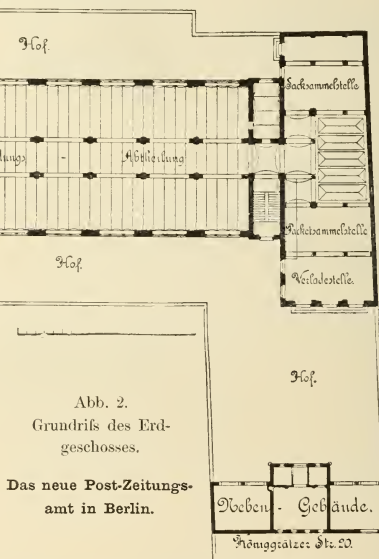 Hof.
Sacksammelstelle
tungs - Abtheilung
Packetsammelstelle
Hof.
Verladestelle.
Hof.
Abb. 2.
Grundriſs des Erd-
geschosses.
Das neue Post-Zeitungs-
amt in Berlin.
Neben - Gebäude.
Königgrätzer Str. 20.